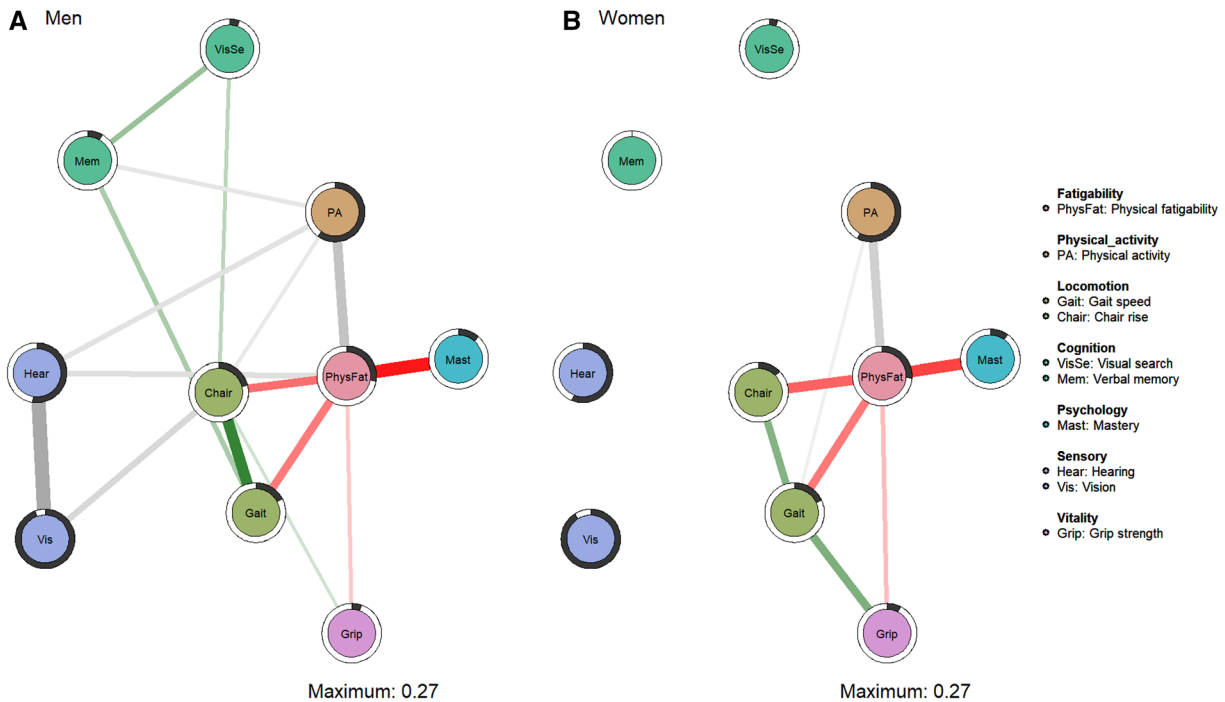 A Men
VisSe
Mem
PA
Hear
Chair
PhysFat
Mast
Gait
Vis
Grip
Maximum: 0.27
B Women
VisSe
Mem
PA
Hear
Chair
PhysFat
Mast
Gait
Vis
Grip
Maximum: 0.27
Fatigability
PhysFat: Physical fatigability
Physical_activity
PA: Physical activity
Locomotion
Gait: Gait speed
Chair: Chair rise
Cognition
VisSe: Visual search
Mem: Verbal memory
Psychology
Mast: Mastery
Sensory
Hear: Hearing
Vis: Vision
Vitality
Grip: Grip strength